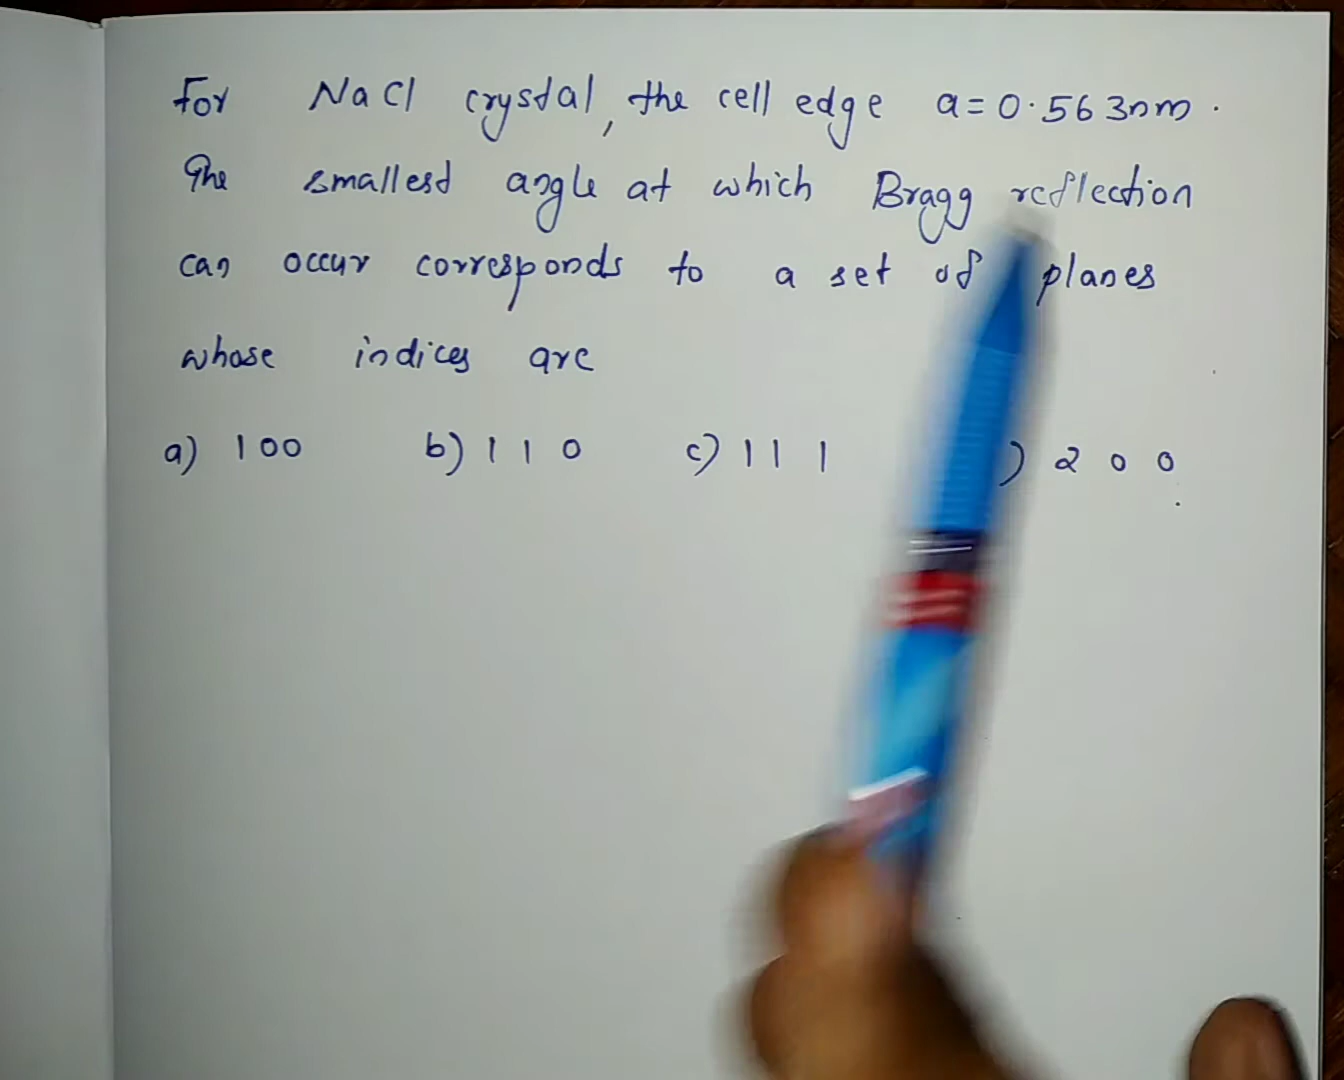 For NaCl crystal, the cell edge a = 0.563nm.
The smallest angle at which Bragg reflection
can occur corresponds to a set of planes
whose indices are
a) 100 b) 110 c) 111 ) 200